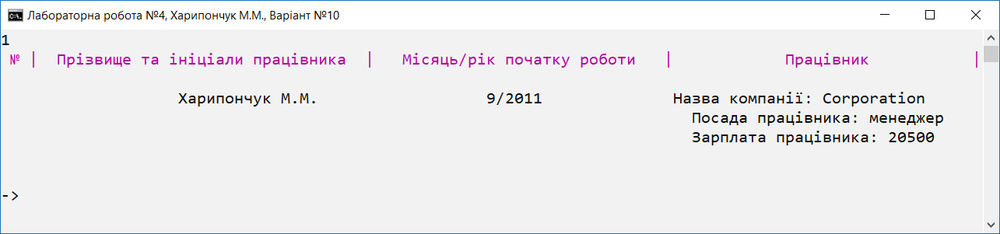 Лабораторна робота №4, Харипончук М.М., Варіант №10
1
№ | Прізвище та ініціали працівника | Місяць/рік початку роботи | Працівник |
Харипончук М.М. 9/2011 Назва компанії: Corporation
Посада працівника: менеджер
Зарплата працівника: 20500
->